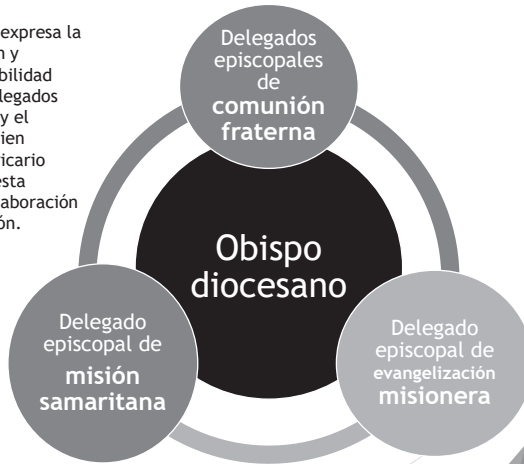 expresa la
y
bilidad
legados
y el
ien
icario
esta
aboración
ón.
Delegados
episcopales
de
comunión
fraterna
Obispo
diocesano
Delegado
episcopal de
misión
samaritana
Delegado
episcopal de
evangelización
misionera